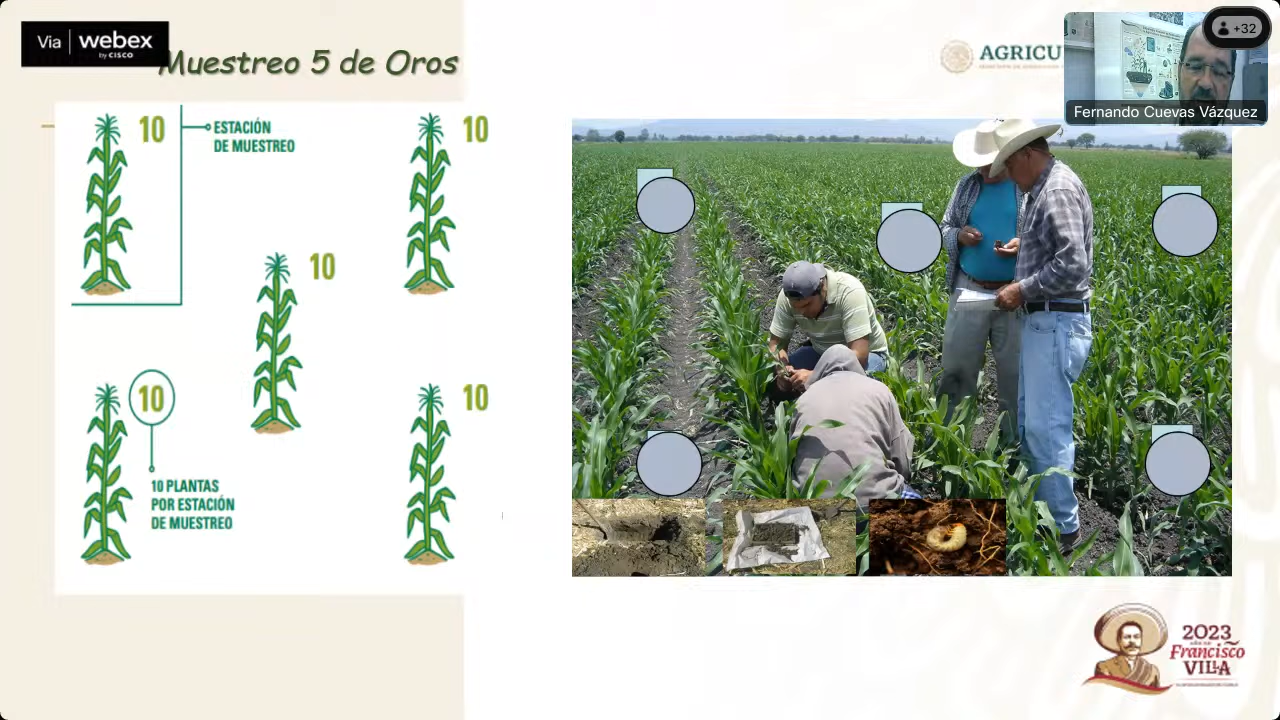 Via webex
by CISCO
Muestreo 5 de Oros
AGRICU
+32
Fernando Cuevas Vázquez
10
ESTACIÓN
DE MUESTREO
10
10
10
10
10 PLANTAS
POR ESTACIÓN
DE MUESTREO
2023
Francisco
VILLA